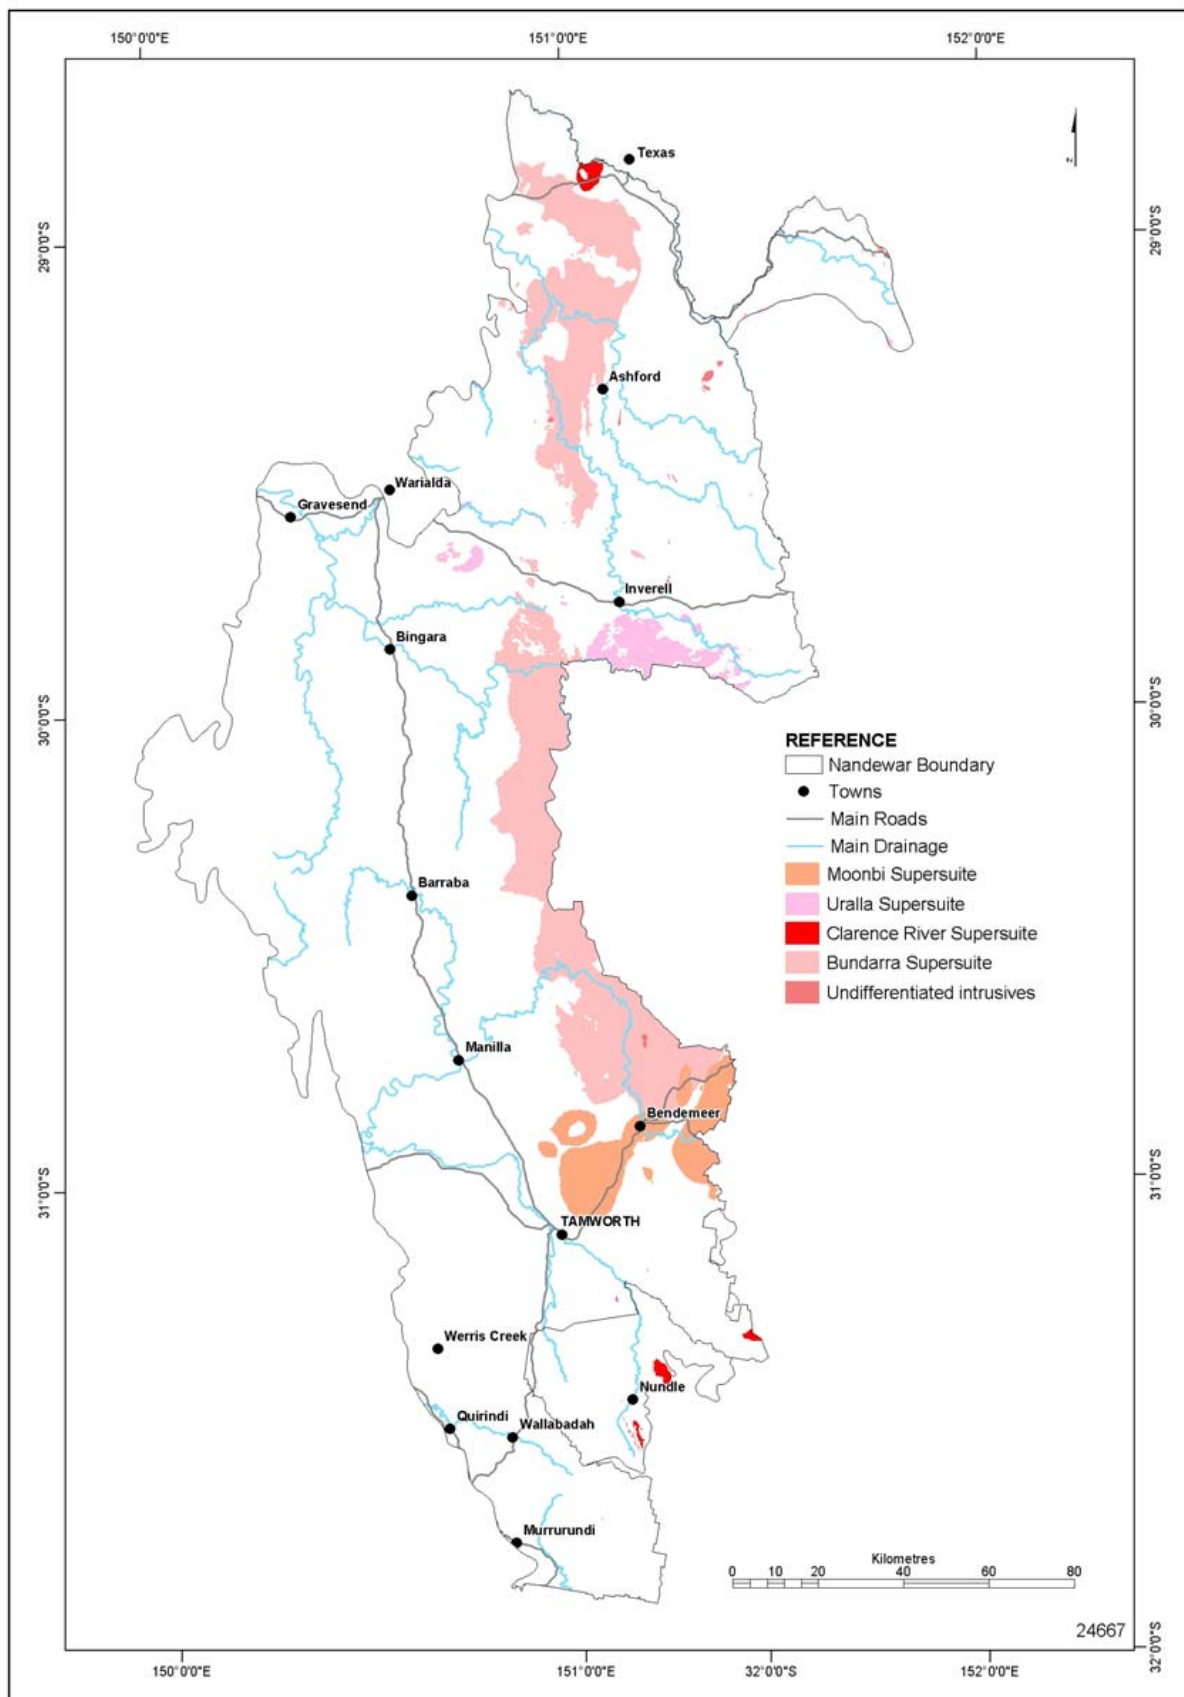 150°0'0"E
151°0'0"E
152°0'0"E
Texas
z
29°0'0"S
29°0'0"S
Ashford
Warialda
Gravesend
Inverell
Bingara
30°0'0"S
30°0'0"S
REFERENCE
Nandewar Boundary
Towns
Main Roads
Main Drainage
Moonbi Supersuite
Uralla Supersuite
Clarence River Supersuite
Bundarra Supersuite
Undifferentiated intrusives
Barraba
Manilla
Bendemeer
31°0'0"S
31°0'0"S
TAMWORTH
Werris Creek
Nundle
Quirindi
Wallabadah
Murrurundi
Kilometres
0 10 20 40 60 80
24667
32°0'0"S
150°0'0"E
151°0'0"E
32°0'0"S
152°0'0"E